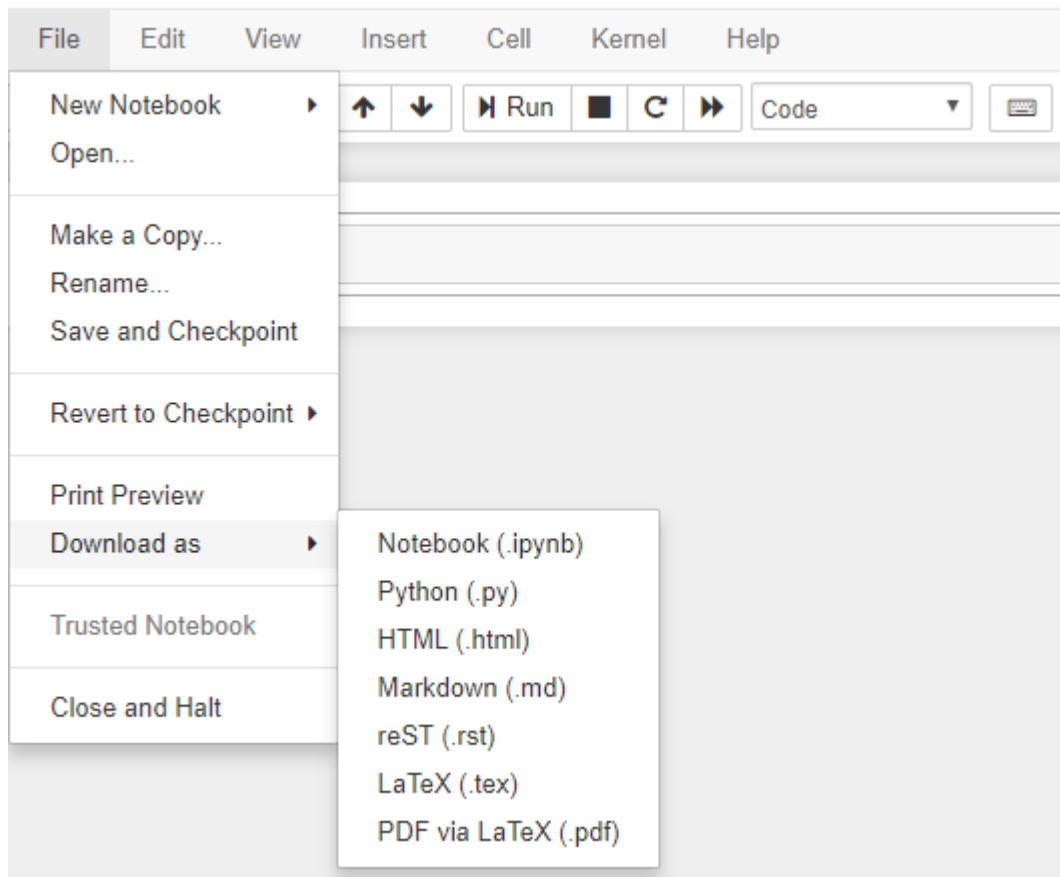 File Edit View Insert Cell Kernel Help
New Notebook
Run Code
Open...
Make a Copy...
Rename...
Save and Checkpoint
Revert to Checkpoint
Print Preview
Download as
Trusted Notebook
Close and Halt
Notebook (.ipynb)
Python (.py)
HTML (.html)
Markdown (.md)
reST (.rst)
LaTeX (.tex)
PDF via LaTeX (.pdf)